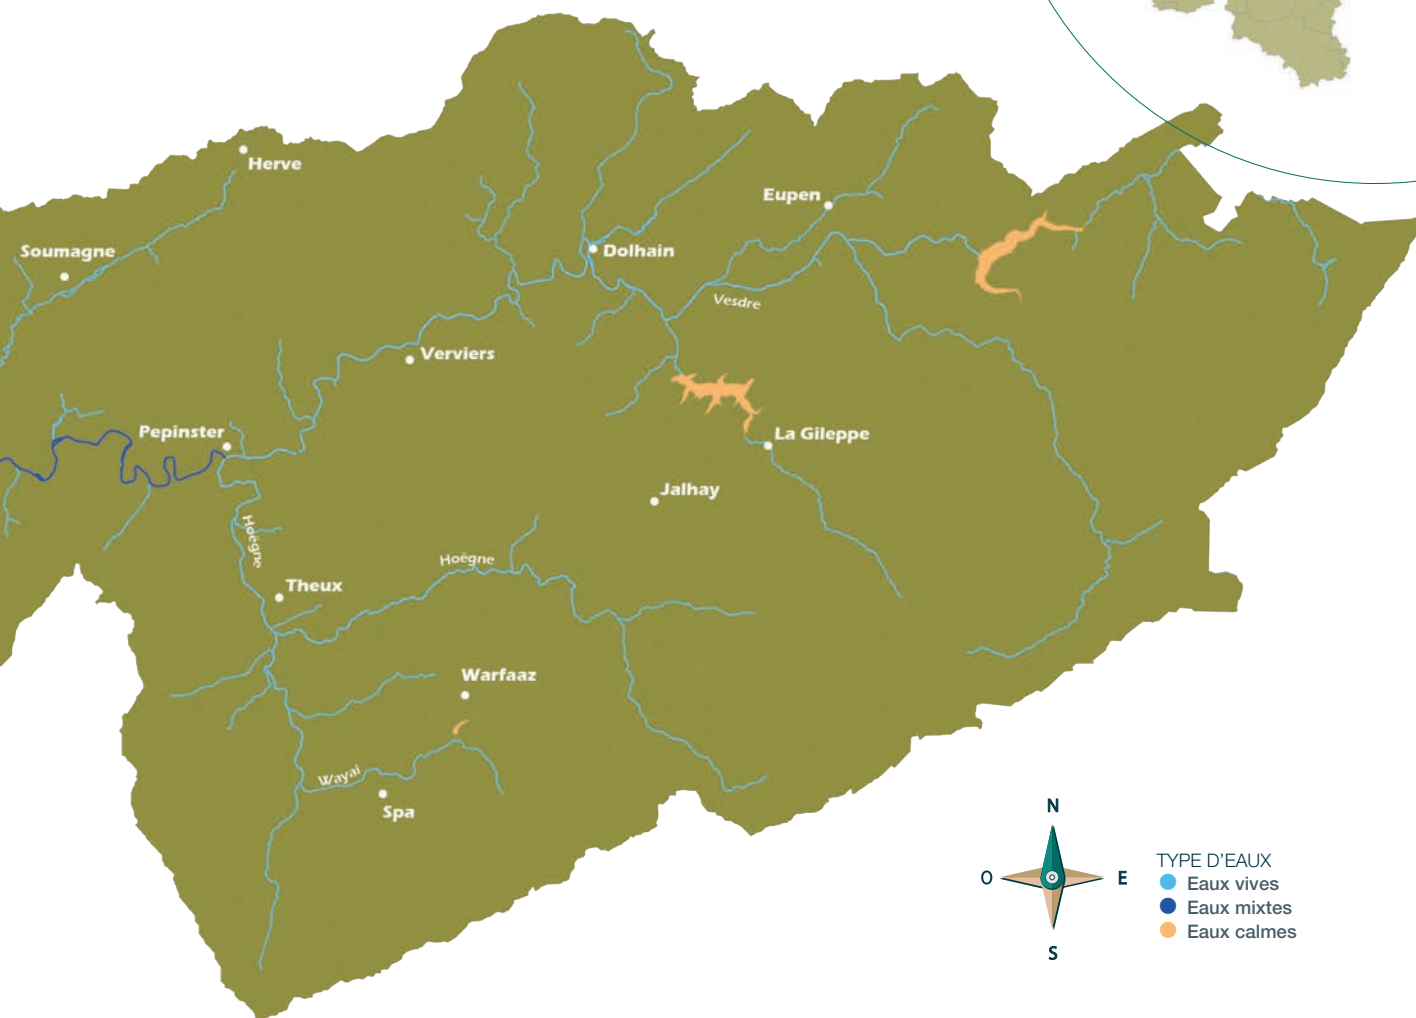 Herve
Eupen
Soumagne
Dolhain
Vesdre
Verviers
Pepinster
La Gileppe
Jalhay
Hoëgne
Hoëgne
Theux
Warfaaz
Wayai
Spa
N
O
E
S
TYPE D'EAUX
Eaux vives
Eaux mixtes
Eaux calmes